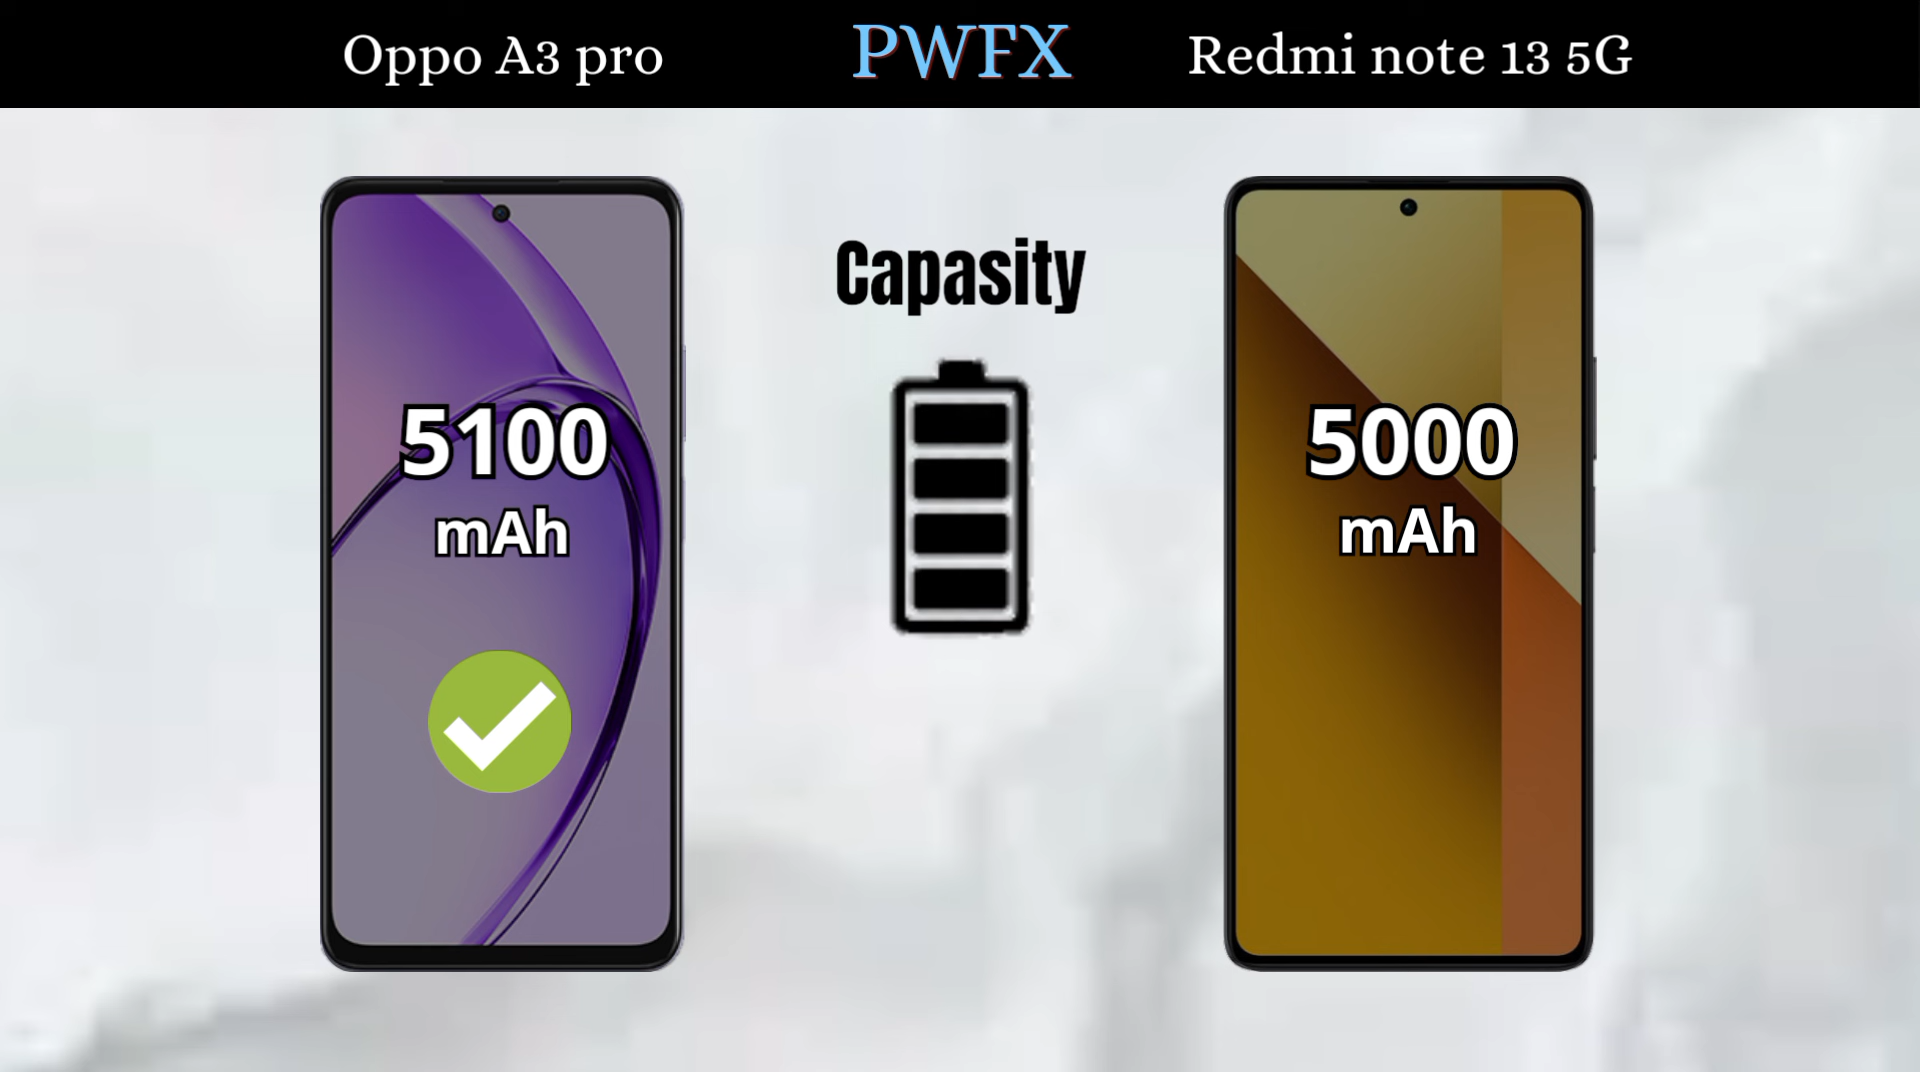 Oppo A3 pro
PWFX
Redmi note 13 5G
Capasity
5100
mAh
5000
mAh